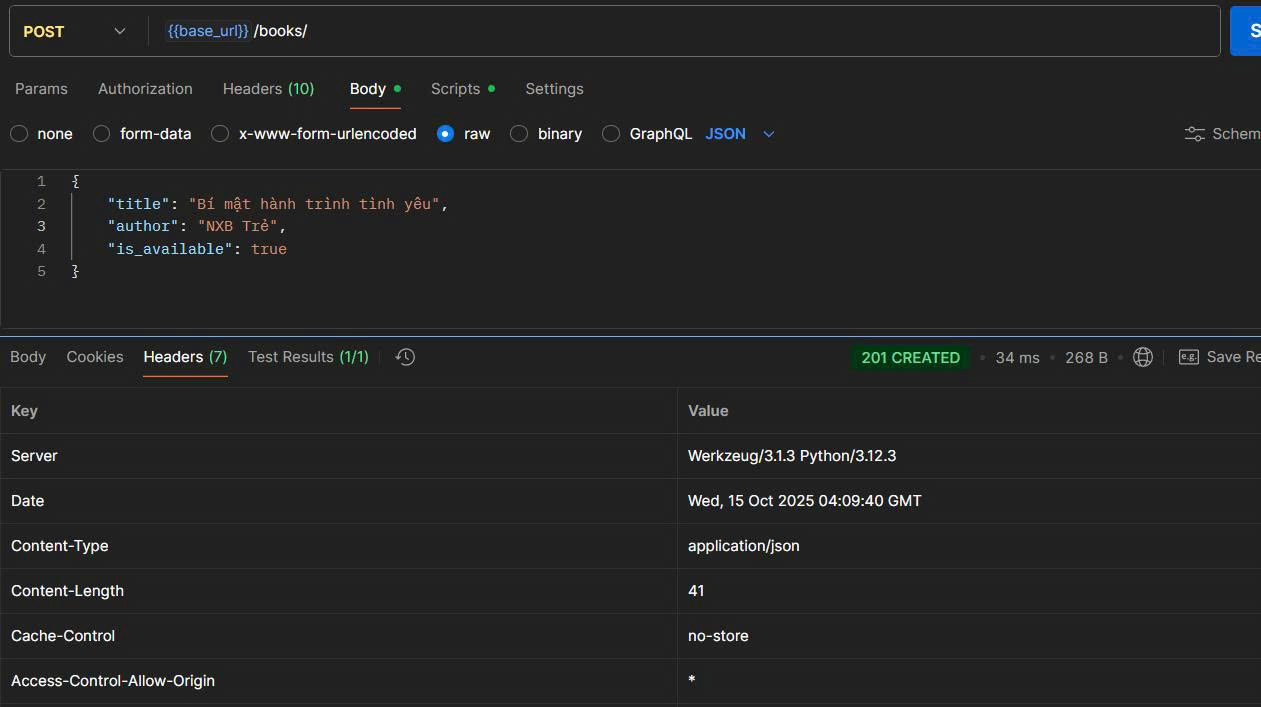 POST {{base_url}} /books/ S
Params Authorization Headers (10) Body Scripts Settings
none form-data x-www-form-urlencoded raw binary GraphQL JSON Schem
1 {
2 "title": "Bí mật hành trình tình yêu",
3 "author": "NXB Trẻ",
4 "is_available": true
5 }
Body Cookies Headers (7) Test Results (1/1) 201 CREATED • 34 ms • 268 B • e.g. Save Re
Key Value
Server Werkzeug/3.1.3 Python/3.12.3
Date Wed, 15 Oct 2025 04:09:40 GMT
Content-Type application/json
Content-Length 41
Cache-Control no-store
Access-Control-Allow-Origin *